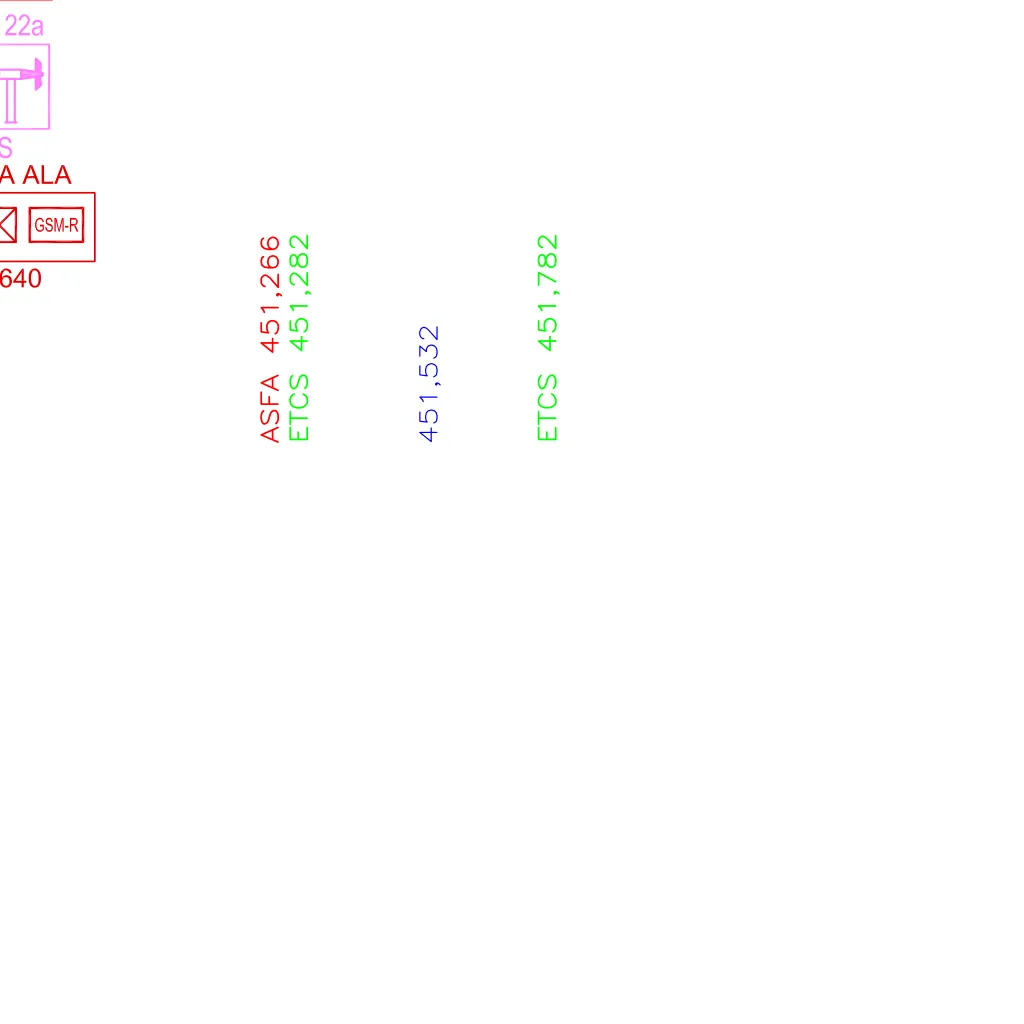 22a
S
A ALA
GSM-R
640
ASFA 451,266
ETCS 451,282
451,532
ETCS 451,782